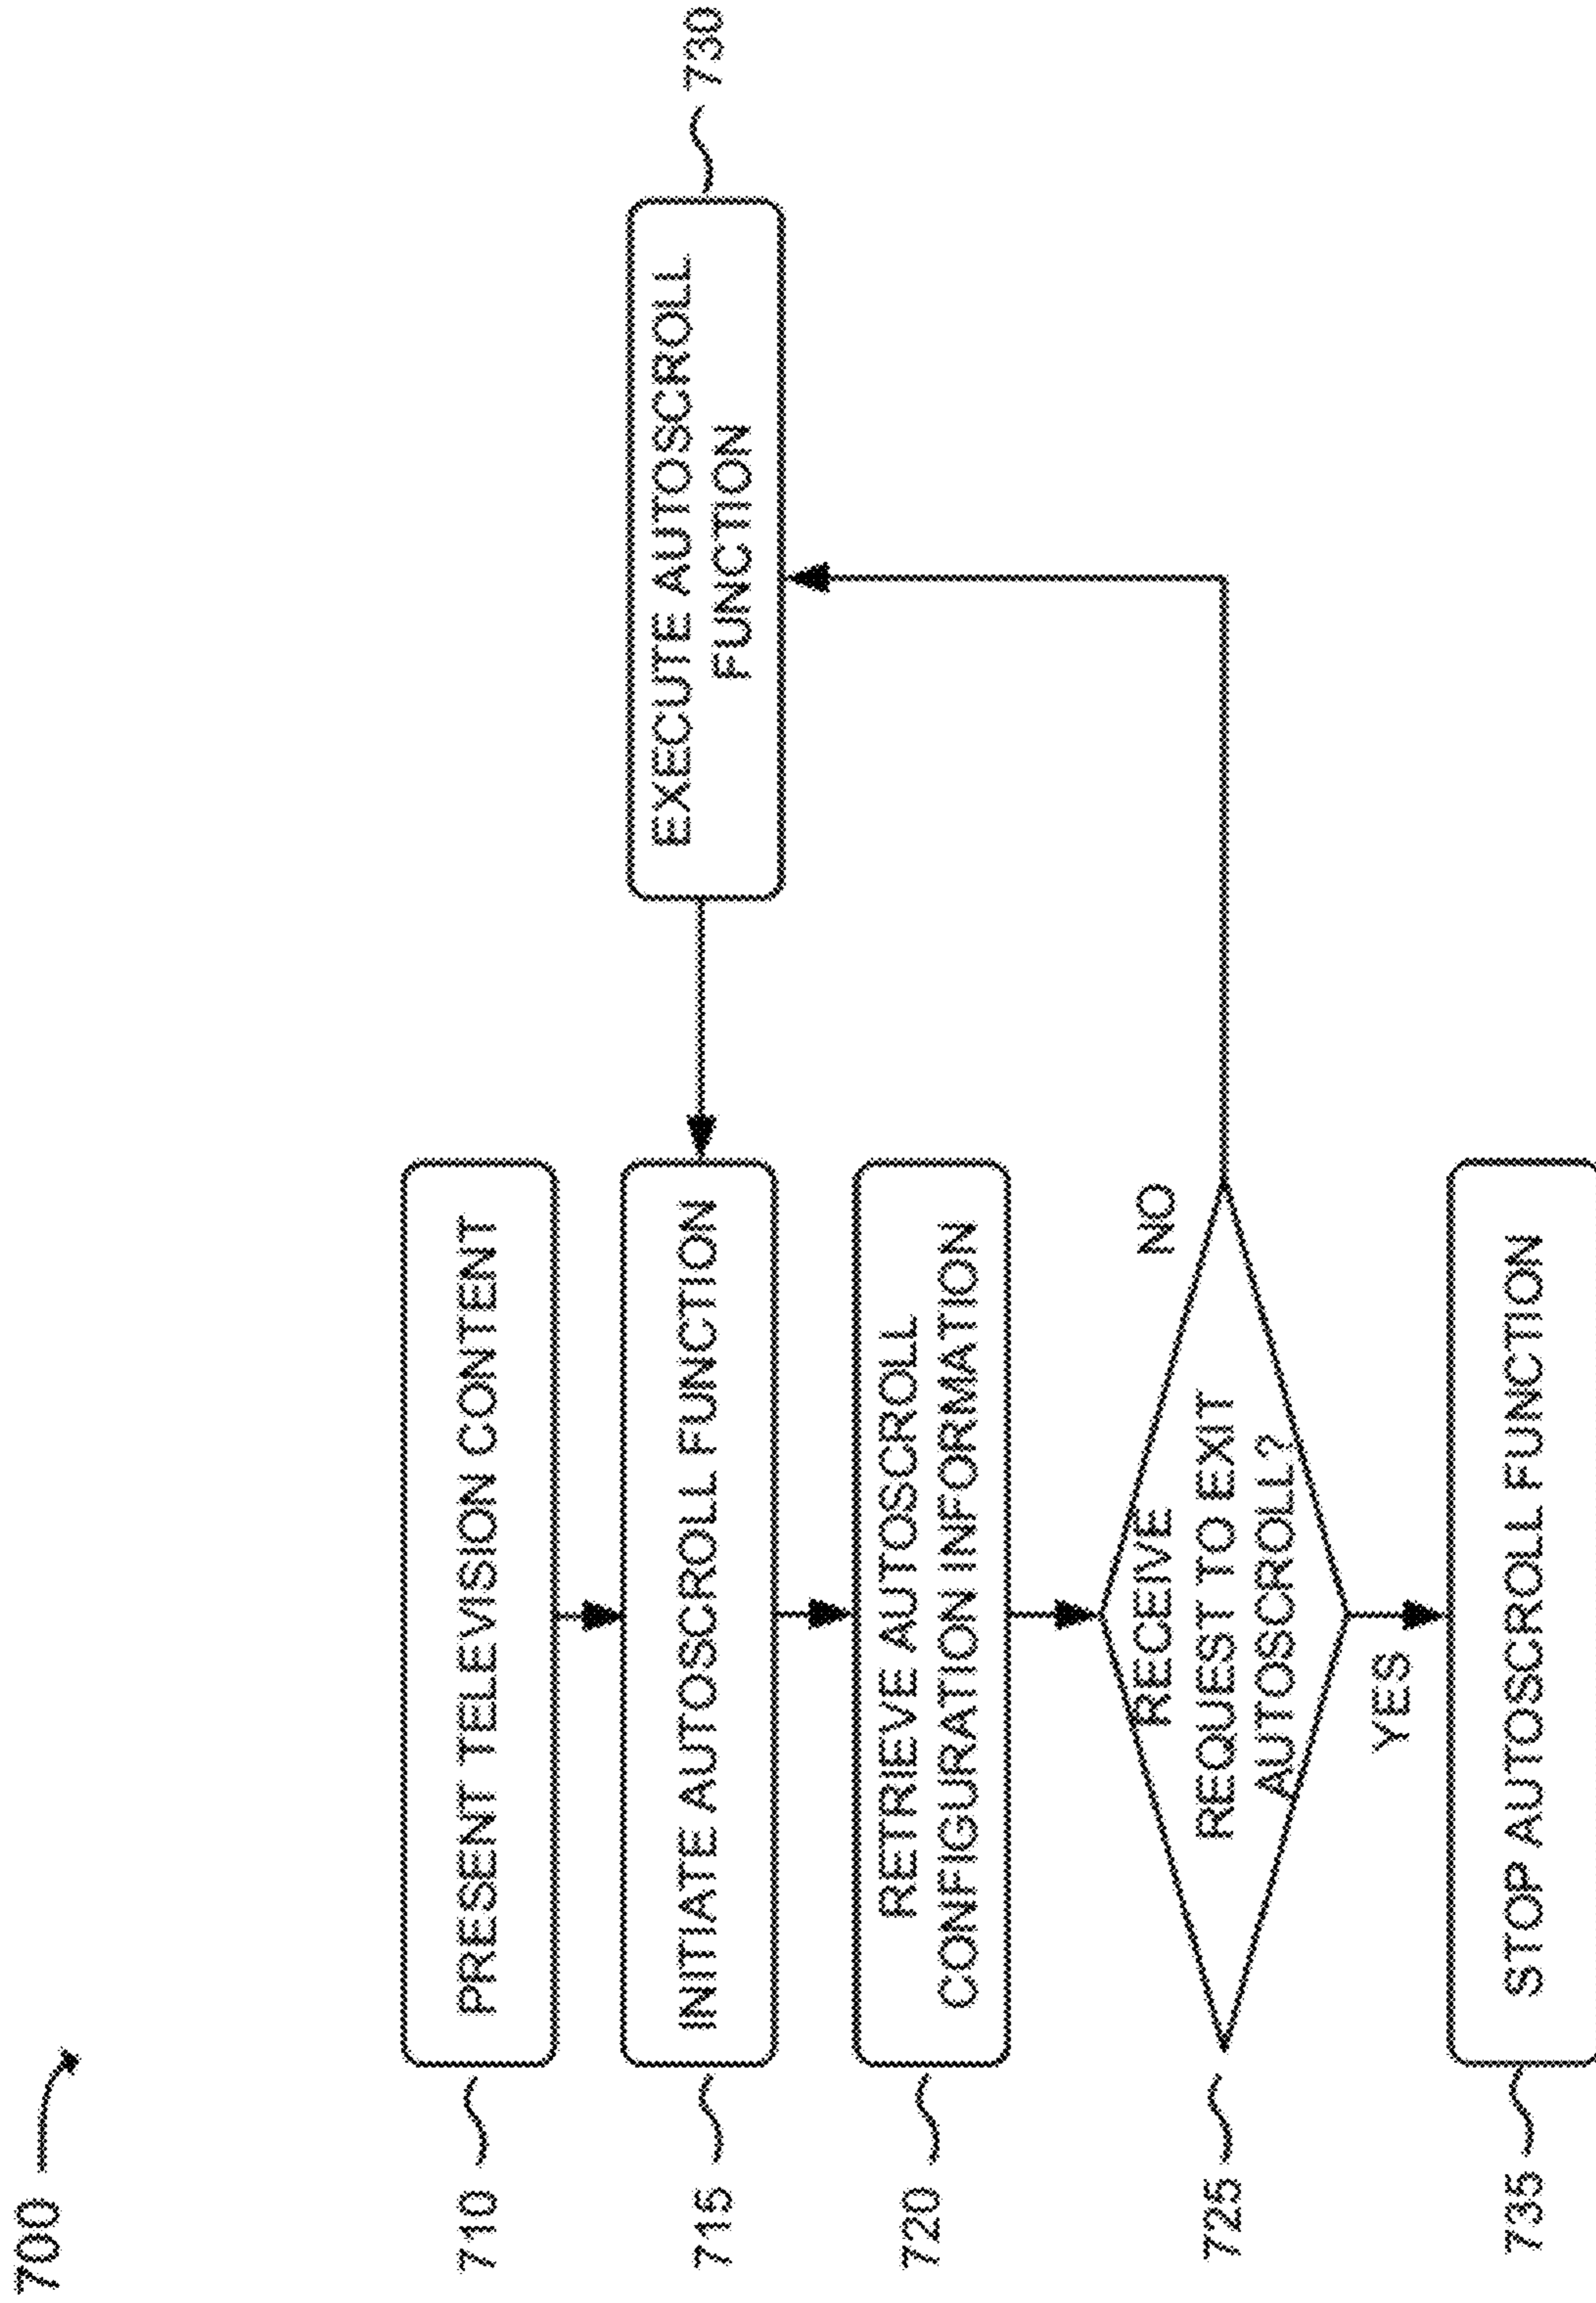 700
710
PRESENT TELEVISION CONTENT
715
INITIATE AUTOSCROLL FUNCTION
EXECUTE AUTOSCROLL
FUNCTION
730
720
RETRIEVE AUTOSCROLL
CONFIGURATION INFORMATION
725
RECEIVE
REQUEST TO EXIT
AUTOSCROLL?
NO
YES
735
STOP AUTOSCROLL FUNCTION